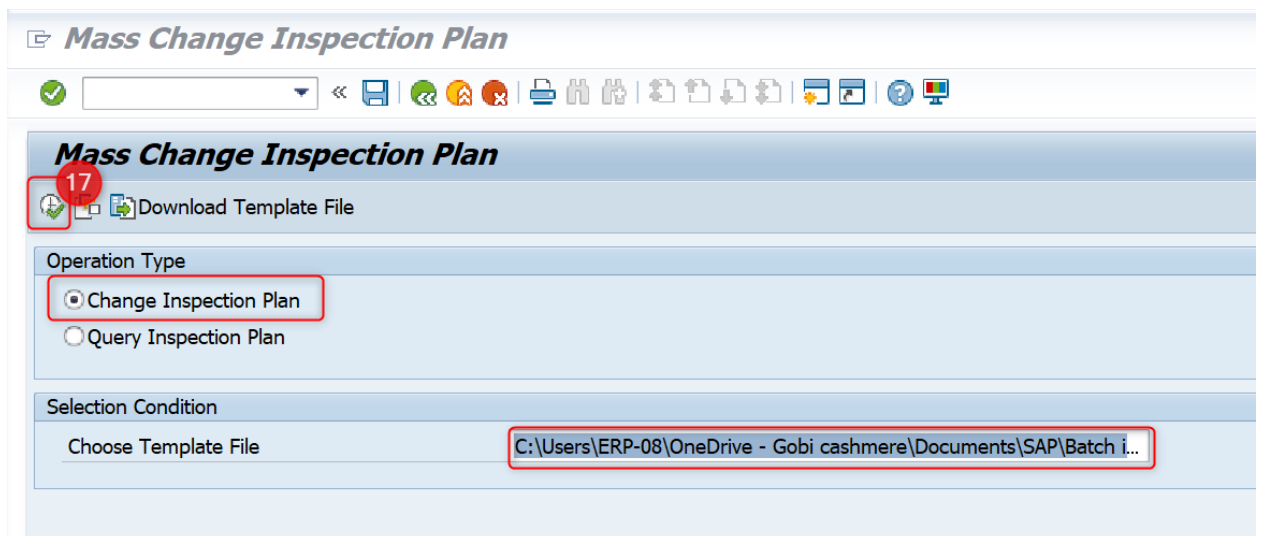 Mass Change Inspection Plan
Mass Change Inspection Plan
17
Download Template File
Operation Type
Change Inspection Plan
Query Inspection Plan
Selection Condition
Choose Template File C:\Users\ERP-08\OneDrive - Gobi cashmere\Documents\SAP\Batch i...